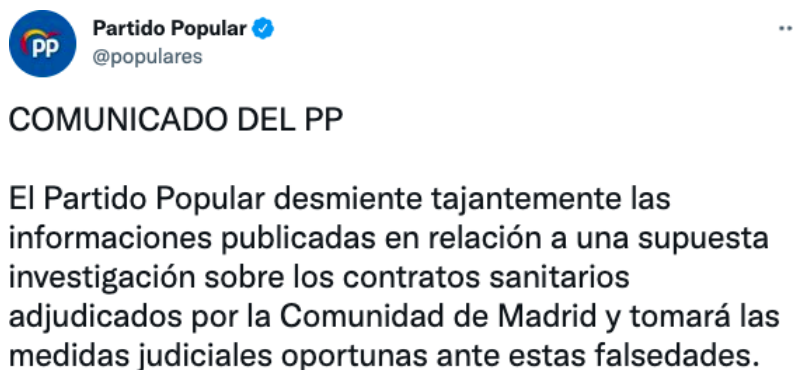 Partido Popular
@populares
COMUNICADO DEL PP
El Partido Popular desmiente tajantemente las
informaciones publicadas en relación a una supuesta
investigación sobre los contratos sanitarios
adjudicados por la Comunidad de Madrid y tomará las
medidas judiciales oportunas ante estas falsedades.